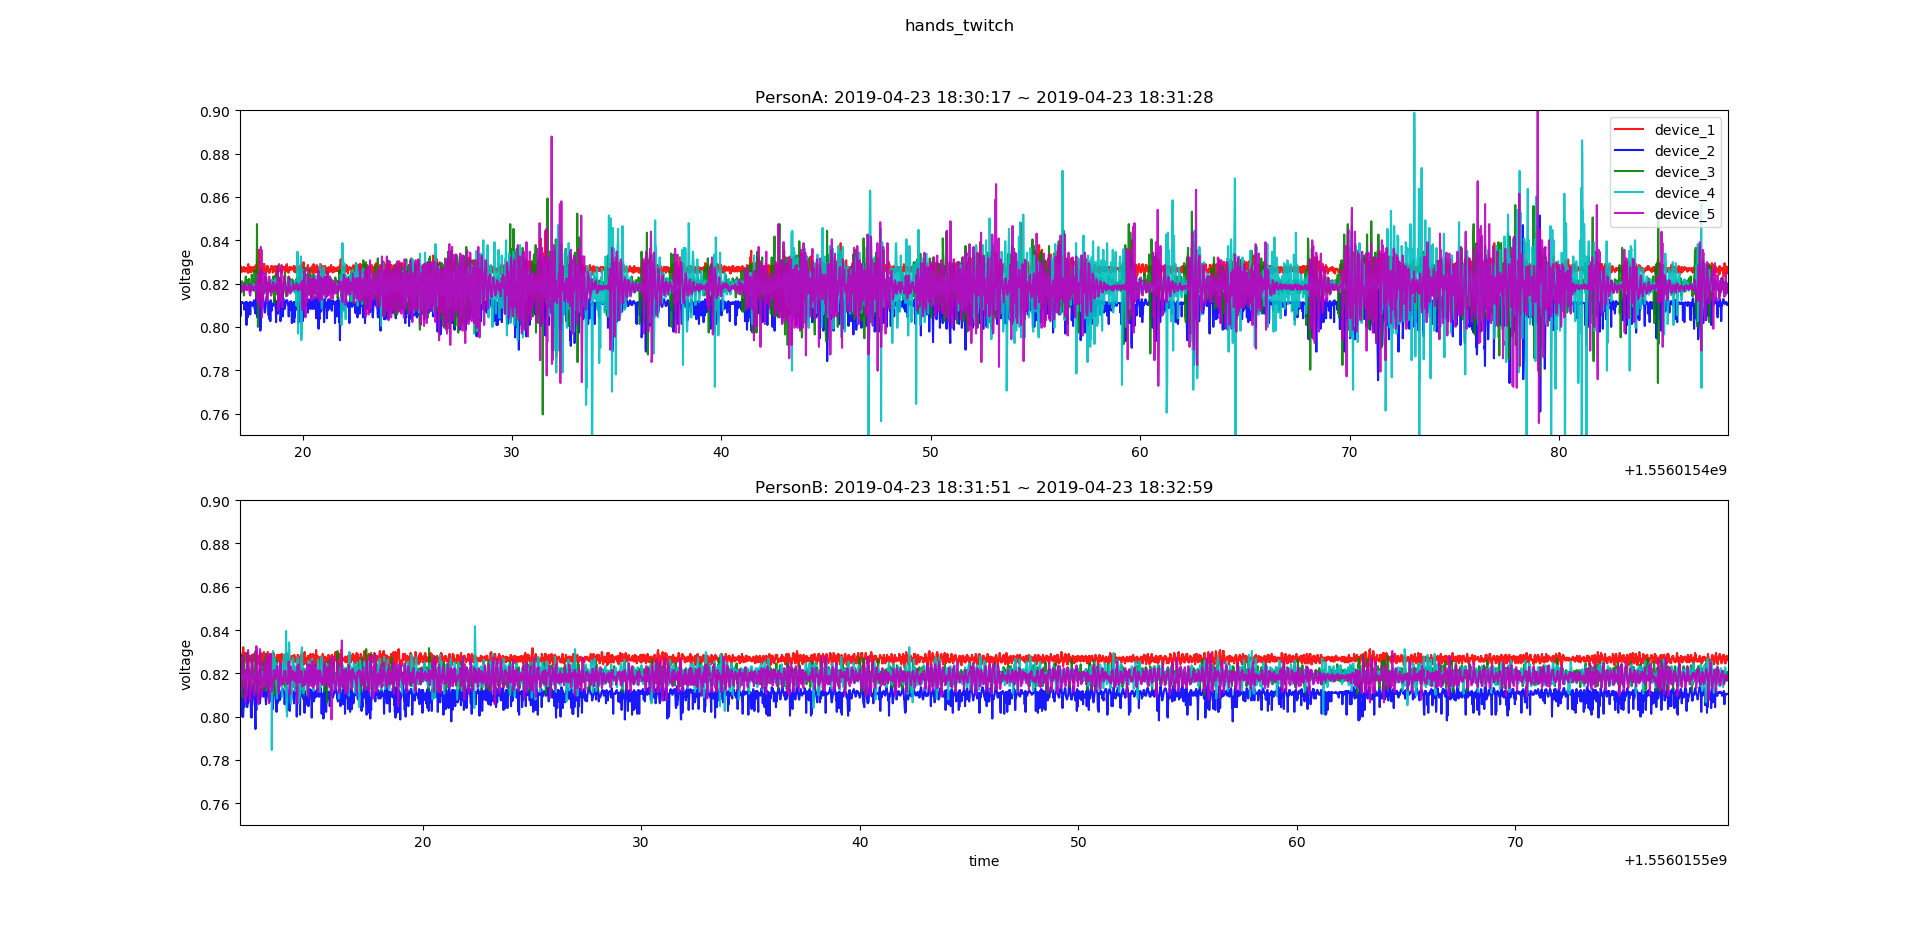 hands_twitch
PersonA: 2019-04-23 18:30:17 ~ 2019-04-23 18:31:28
0.90
0.88
0.86
0.84
0.82
0.80
0.78
0.76
voltage
device_1
device_2
device_3
device_4
device_5
20 30 40 50 60 70 80
+1.5560154e9
PersonB: 2019-04-23 18:31:51 ~ 2019-04-23 18:32:59
0.90
0.88
0.86
0.84
0.82
0.80
0.78
0.76
voltage
20 30 40 50 60 70
time
+1.5560155e9